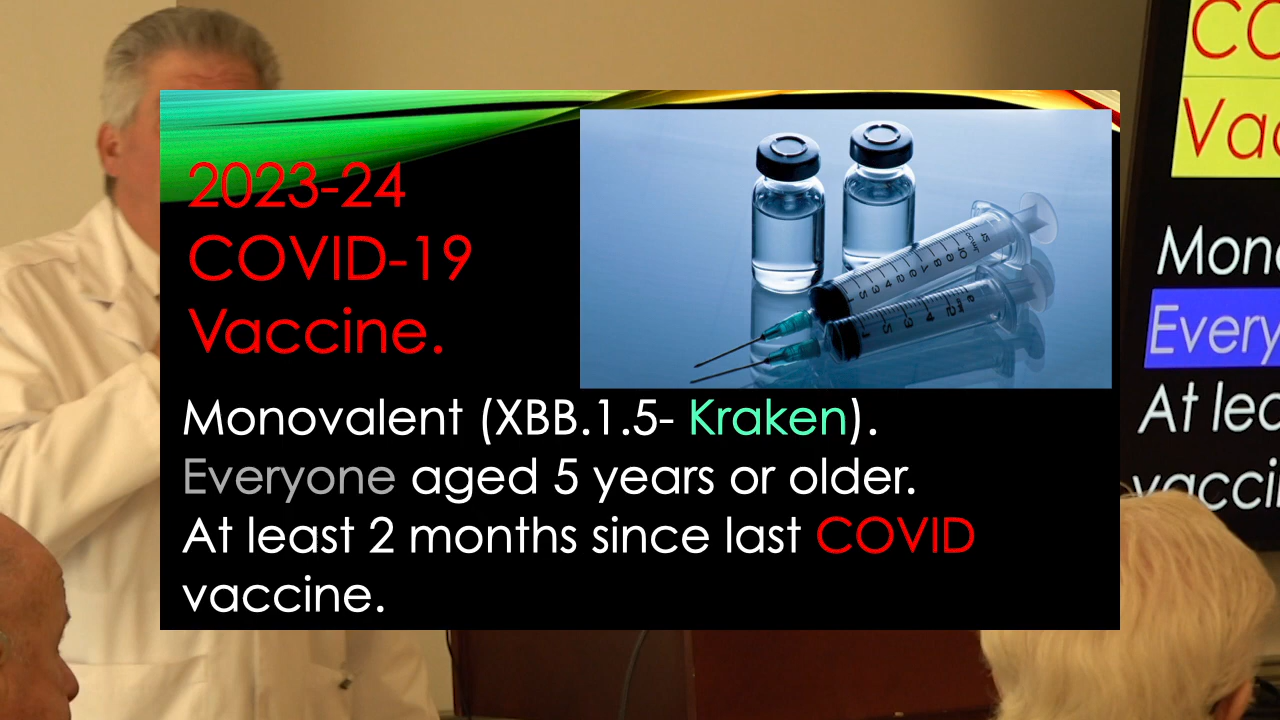 2023-24
COVID-19
Vaccine.
Monovalent (XBB.1.5- Kraken).
Everyone aged 5 years or older.
At least 2 months since last COVID
vaccine.